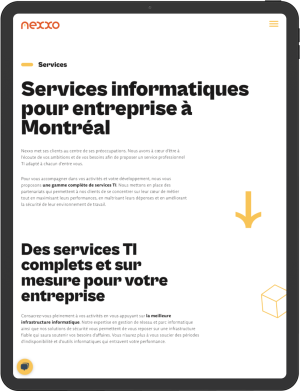 nexxo
Services
Services informatiques
pour entreprise à
Montréal
Nexxo met ses clients au centre de ses préoccupations. Nous avons à cœur d'être à
l'écoute de vos ambitions et de vos besoins afin de proposer un service professionnel
TI adapté à chacun d'entre vous.
Pour vous accompagner dans vos activités et votre développement, nous vous
proposons une gamme complète de services TI. Nous mettons en place des
partenariats qui permettent à nos clients de se concentrer sur leur cœur de métier
tout en maximisant leurs performances, en maîtrisant leurs dépenses et en améliorant
la sécurité de leur environnement de travail.
Des services TI
complets et sur
mesure pour votre
entreprise
Consacrez-vous pleinement à vos activités en vous appuyant sur la meilleure
infrastructure informatique. Notre expertise en gestion de réseau et parc informatique
ainsi que nos solutions de sécurité vous permettent de vous reposer sur une infrastructure
fiable qui saura soutenir vos besoins d'affaires. Vous n'aurez plus à vous soucier des périodes
d'indisponibilité et d'outils informatiques qui entravent votre performance.